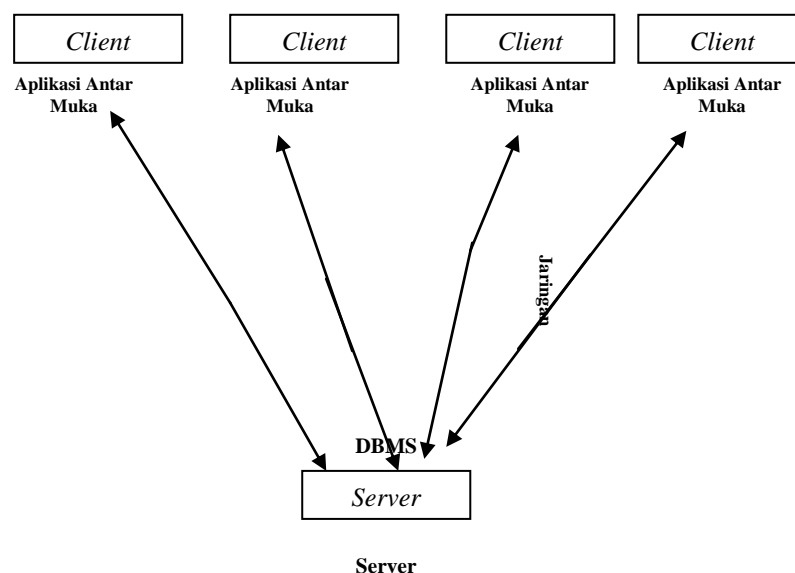 Client
Client
Client
Client
Aplikasi Antar
Muka
Aplikasi Antar
Muka
Aplikasi Antar
Muka
Aplikasi Antar
Muka
Jaringan
DBMS
Server
Server